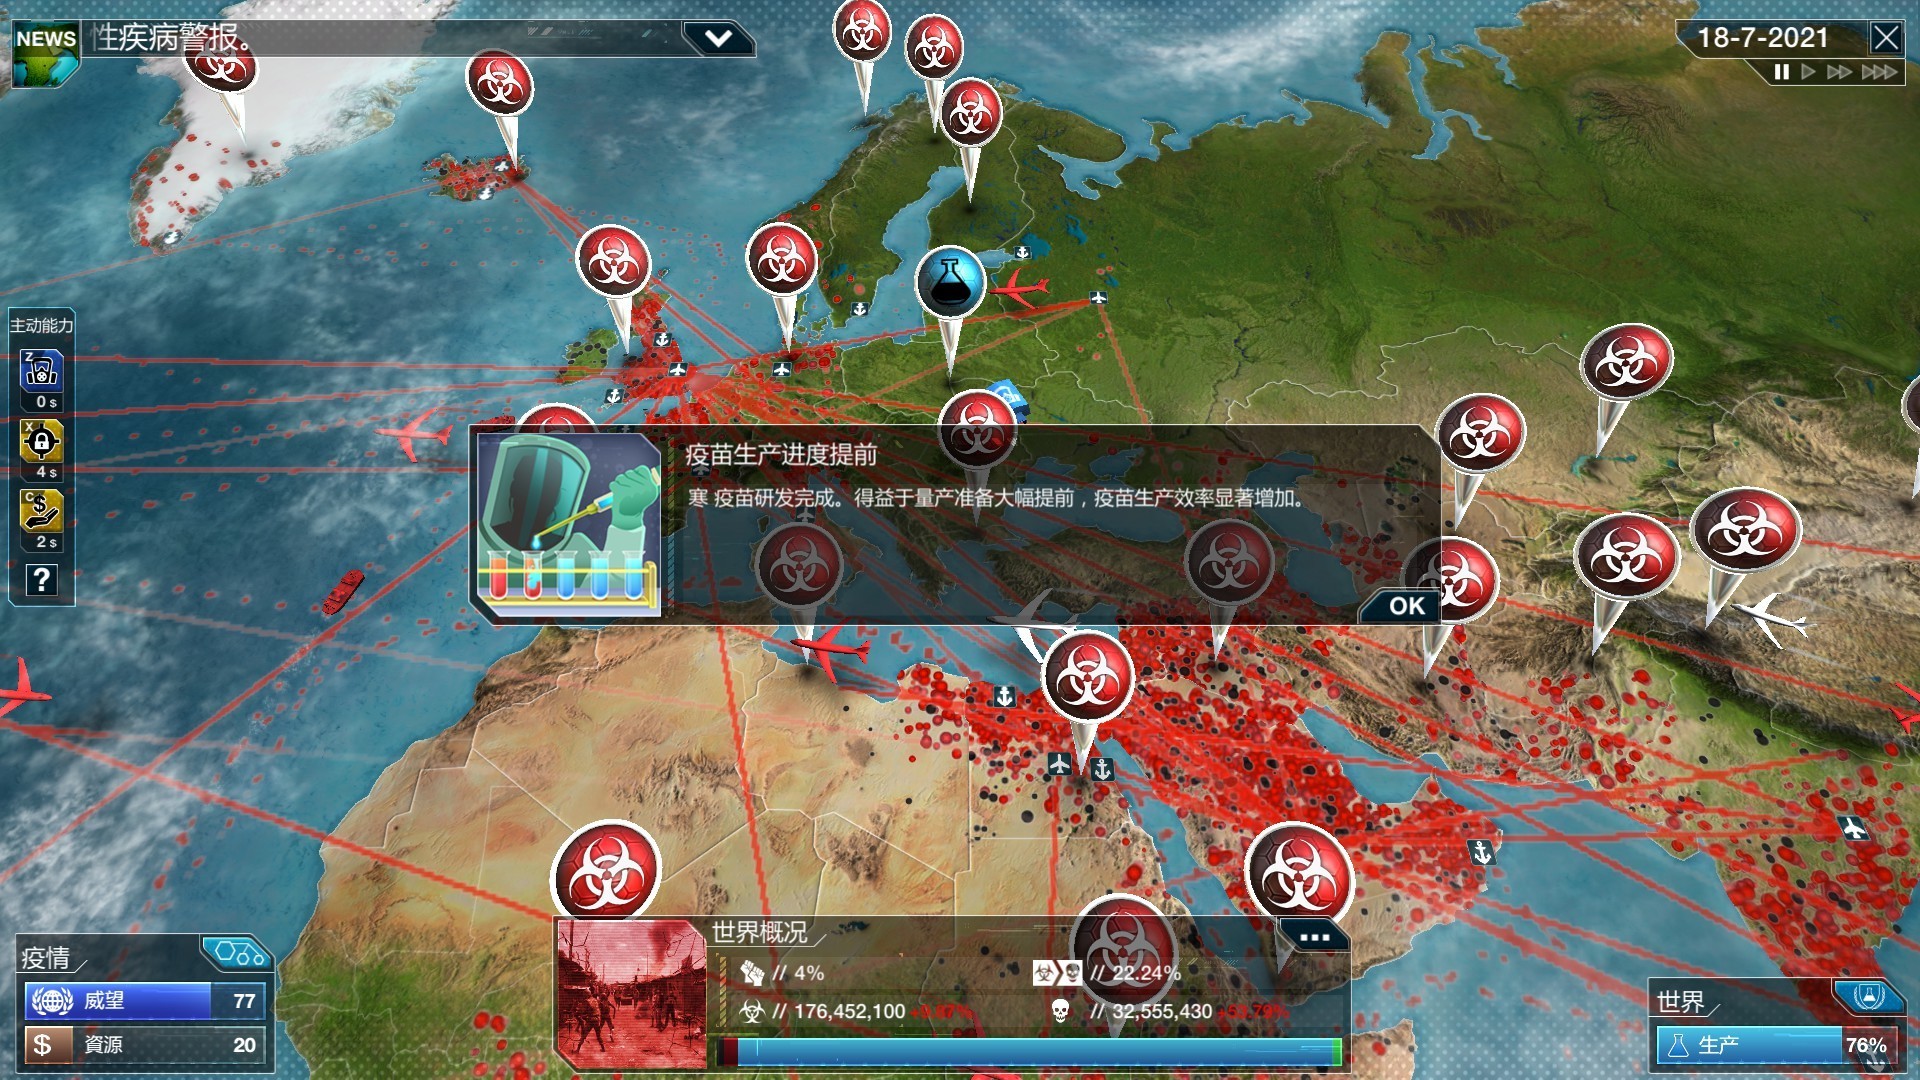 NEWS
性疾病警报。
18-7-2021
主动能力
Z
0 $
X
4 $
C
2 $
?
疫苗生产进度提前
寒 疫苗研发完成。得益于量产准备大幅提前，疫苗生产效率显著增加。
OK
疫情
威望 77
$ 資源 20
世界概况
// 4%
// 22.24%
// 176,452,100
// 32,555,430
世界
生产 76%